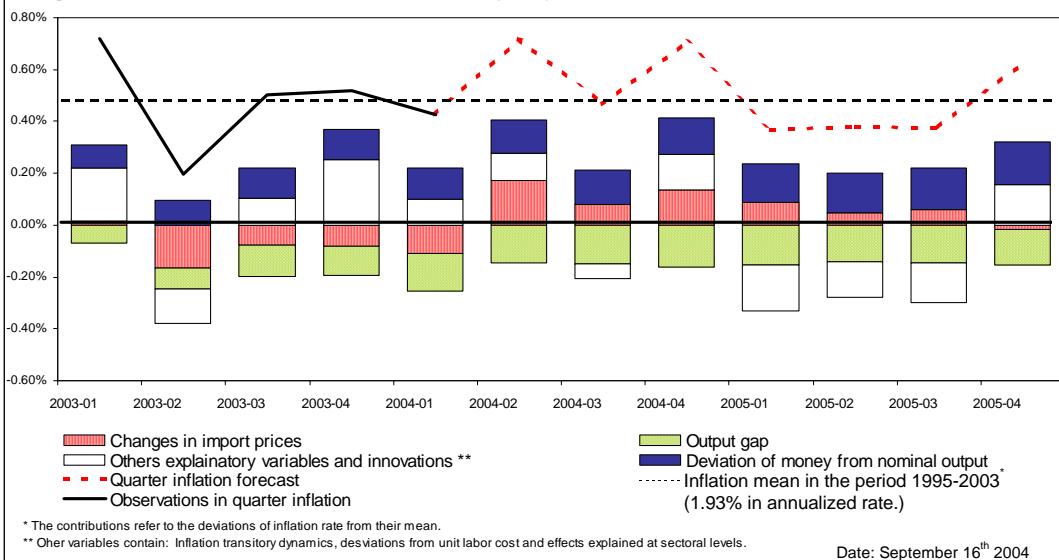 0.80%
0.60%
0.40%
0.20%
0.00%
-0.20%
-0.40%
-0.60%
2003-01 2003-02 2003-03 2003-04 2004-01 2004-02 2004-03 2004-04 2005-01 2005-02 2005-03 2005-04
Changes in import prices
Output gap
Others explainatory variables and innovations **
Deviation of money from nominal output
Quarter inflation forecast
Inflation mean in the period 1995-2003*
(1.93% in annualized rate.)
Observations in quarter inflation
* The contributions refer to the deviations of inflation rate from their mean.
** Oher variables contain: Inflation transitory dynamics, desviations from unit labor cost and effects explained at sectoral levels.
Date: September 16th 2004